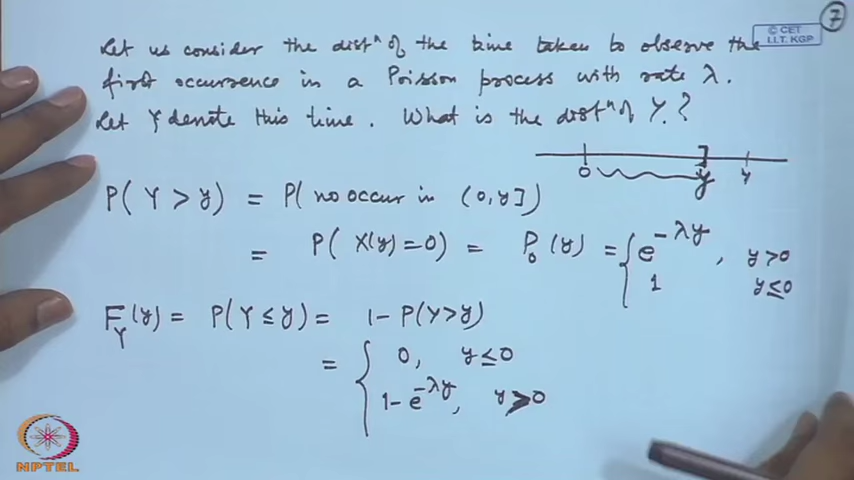 7
© CET
I.I.T. KGP
Let us consider the distⁿ of the time taken to observe the
first occurrence in a Poisson process with rate λ.
Let Y denote this time. What is the distⁿ of Y?
0 y Y
P(Y > y) = P( no occur in (0, y])
= P( X(y) = 0) = P₀(y) = { e^{-λy}, y > 0
1 y ≤ 0
F_Y(y) = P(Y ≤ y) = 1 - P(Y > y)
= { 0, y ≤ 0
1 - e^{-λy}, y > 0
NPTEL